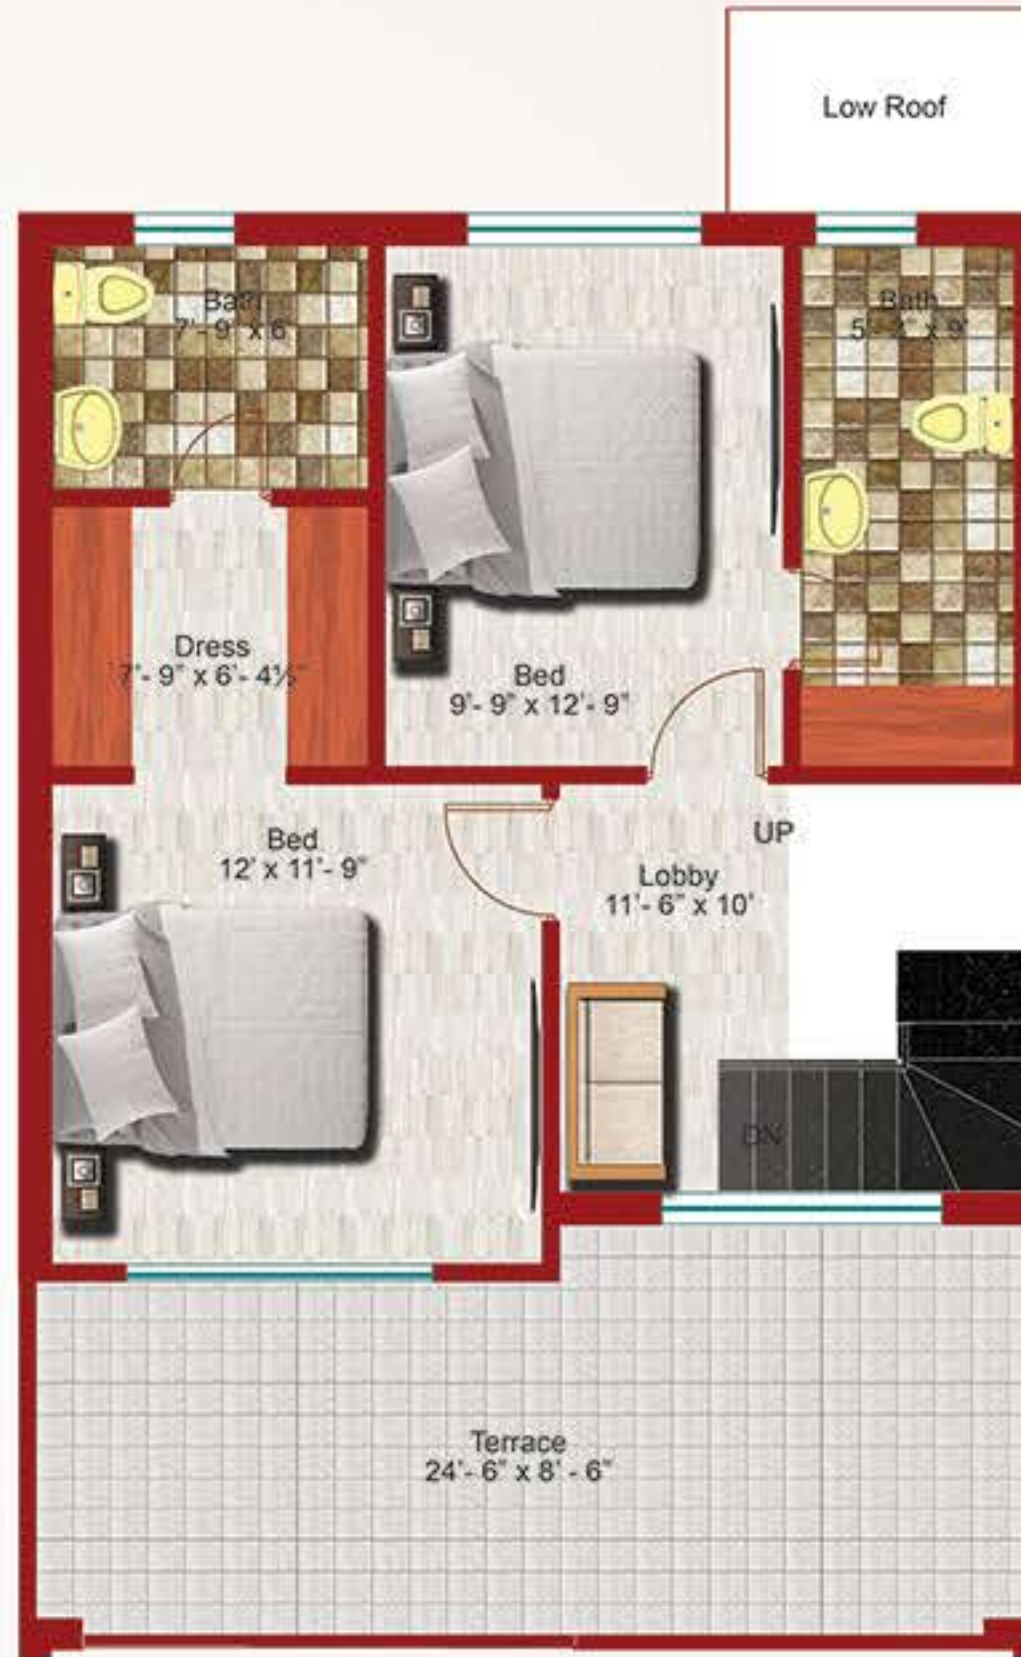 Low Roof
Bath
7'- 9" x 6'
Bath
Dress
7'- 9" x 6'- 4½"
Bed
9'- 9" x 12'- 9"
Bed
12' x 11'- 9"
UP
Lobby
11'- 6" x 10'
DN
Terrace
24'- 6" x 8' - 6"